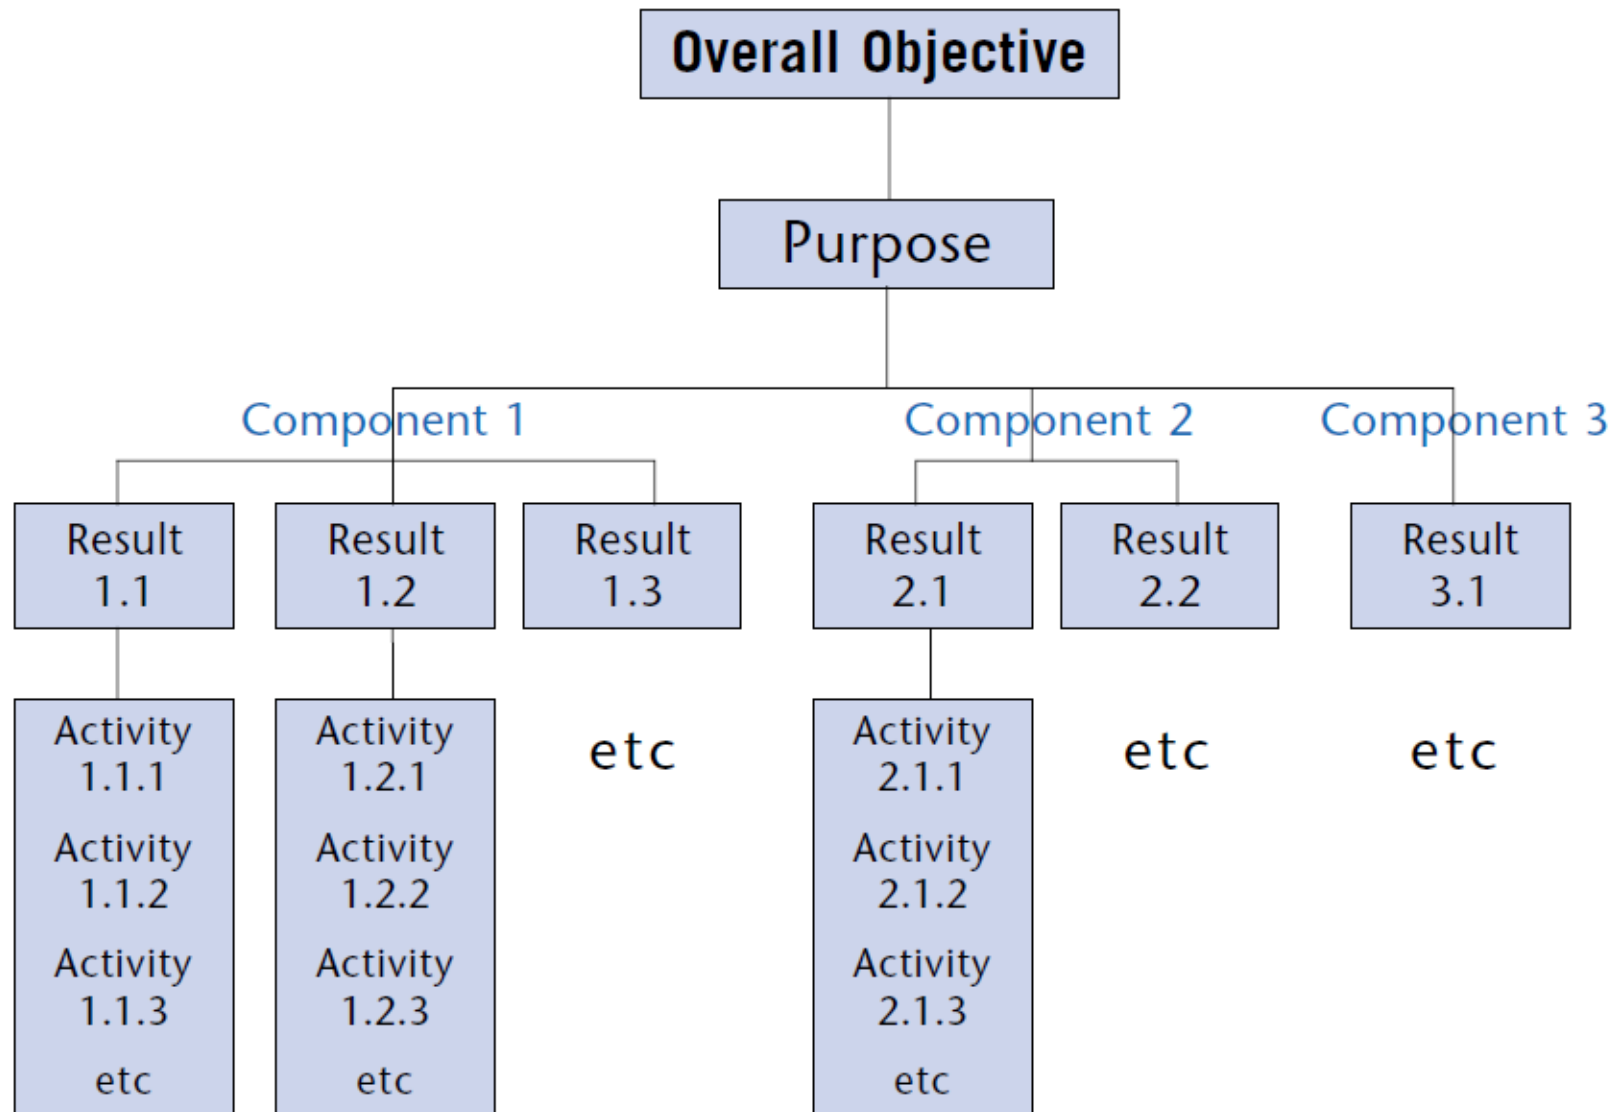 Overall Objective
Purpose
Component 1
Component 2
Component 3
Result
1.1
Result
1.2
Result
1.3
Result
2.1
Result
2.2
Result
3.1
Activity
1.1.1
Activity
1.1.2
Activity
1.1.3
etc
Activity
1.2.1
Activity
1.2.2
Activity
1.2.3
etc
etc
Activity
2.1.1
Activity
2.1.2
Activity
2.1.3
etc
etc
etc